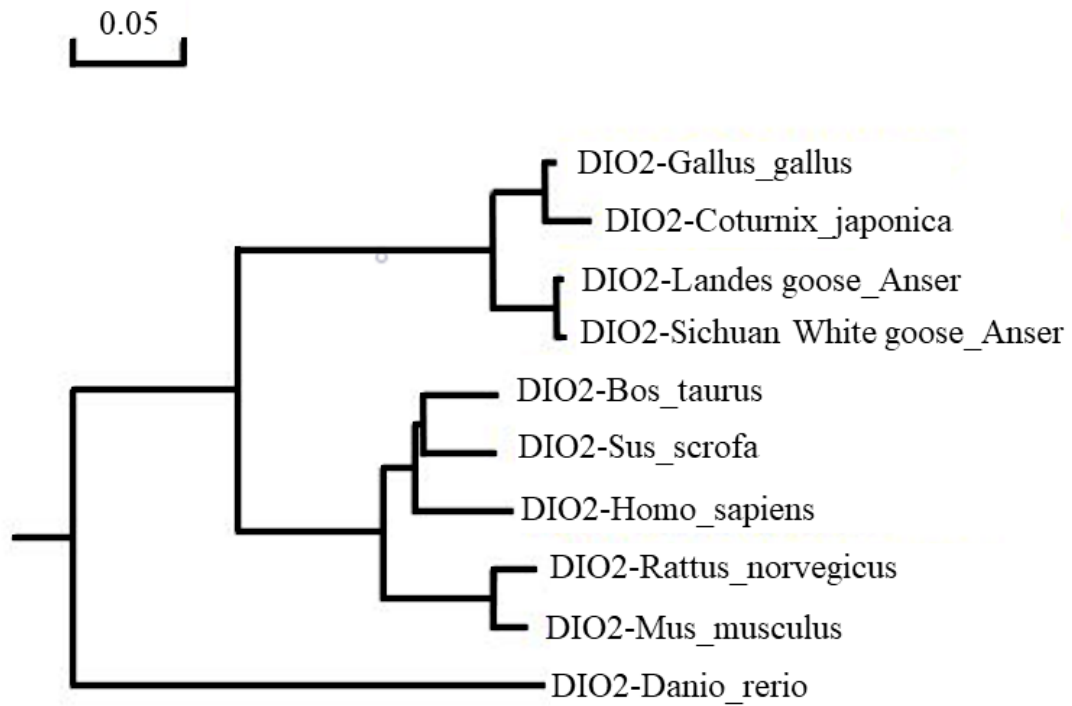 0.05
DIO2-Gallus_gallus
DIO2-Coturnix_japonica
DIO2-Landes goose_Anser
DIO2-Sichuan White goose_Anser
DIO2-Bos_taurus
DIO2-Sus_scrofa
DIO2-Homo_sapiens
DIO2-Rattus_norvegicus
DIO2-Mus_musculus
DIO2-Danio_rerio